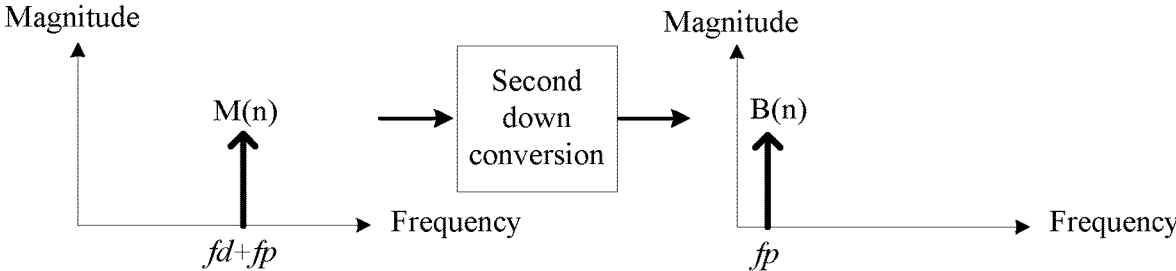 Magnitude
M(n)
Frequency
fd+fp
Second
down
conversion
Magnitude
B(n)
Frequency
fp